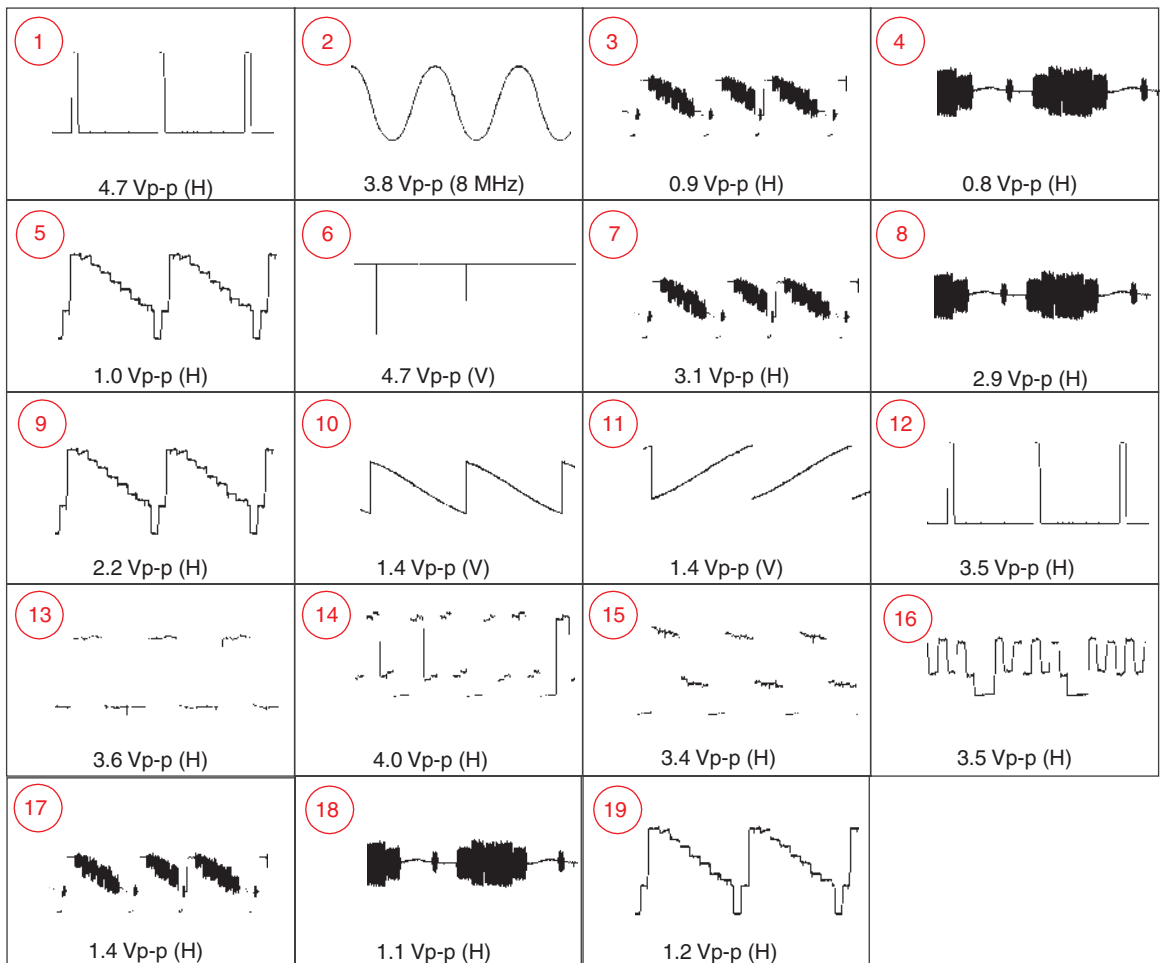 1
2
3
4
4.7 Vp-p (H)
3.8 Vp-p (8 MHz)
0.9 Vp-p (H)
0.8 Vp-p (H)
5
6
7
8
1.0 Vp-p (H)
4.7 Vp-p (V)
3.1 Vp-p (H)
2.9 Vp-p (H)
9
10
11
12
2.2 Vp-p (H)
1.4 Vp-p (V)
1.4 Vp-p (V)
3.5 Vp-p (H)
13
14
15
16
3.6 Vp-p (H)
4.0 Vp-p (H)
3.4 Vp-p (H)
3.5 Vp-p (H)
17
18
19
1.4 Vp-p (H)
1.1 Vp-p (H)
1.2 Vp-p (H)